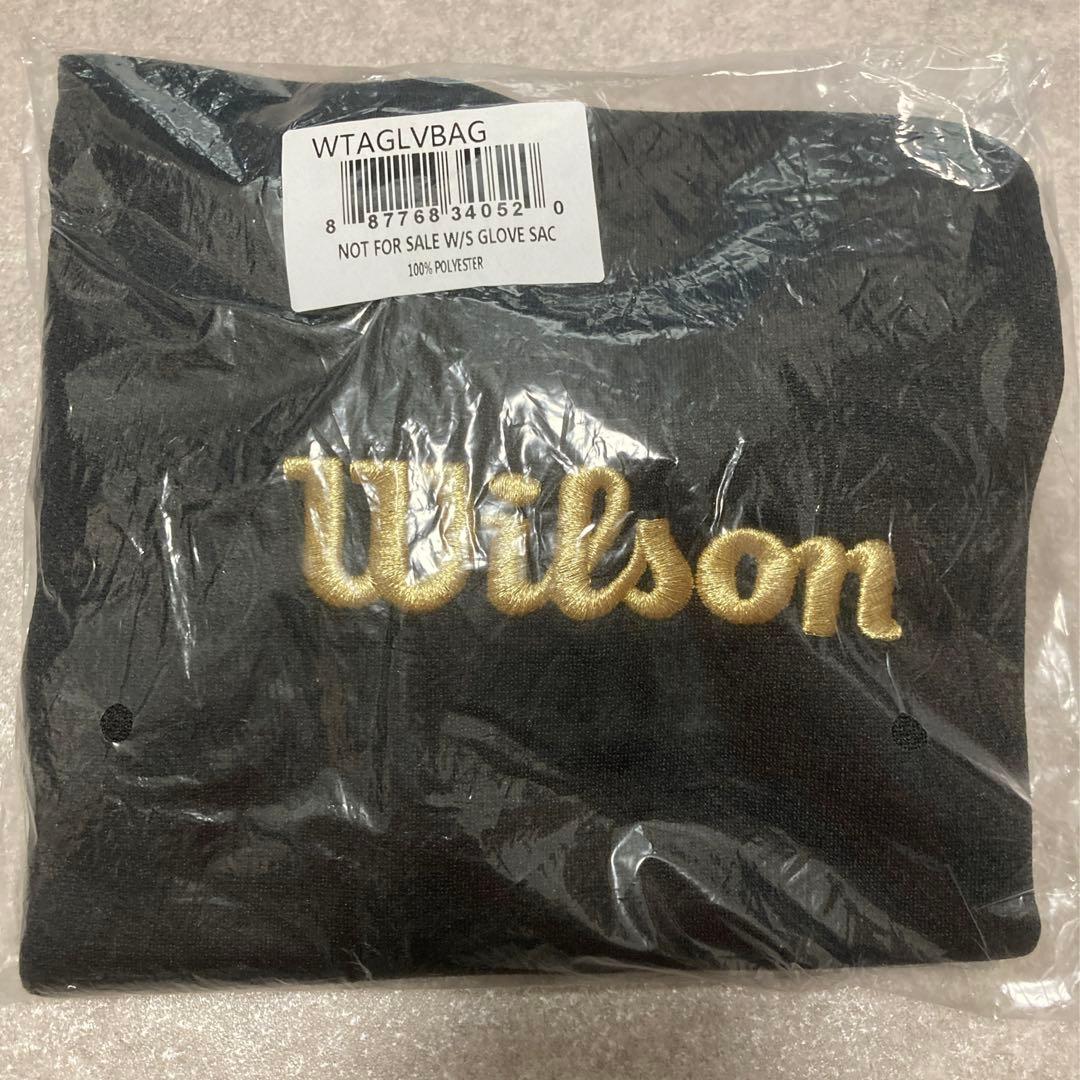 WTAGLVBAG
8 87768 34052 0
NOT FOR SALE W/S GLOVE SAC
100% POLYESTER
Wilson